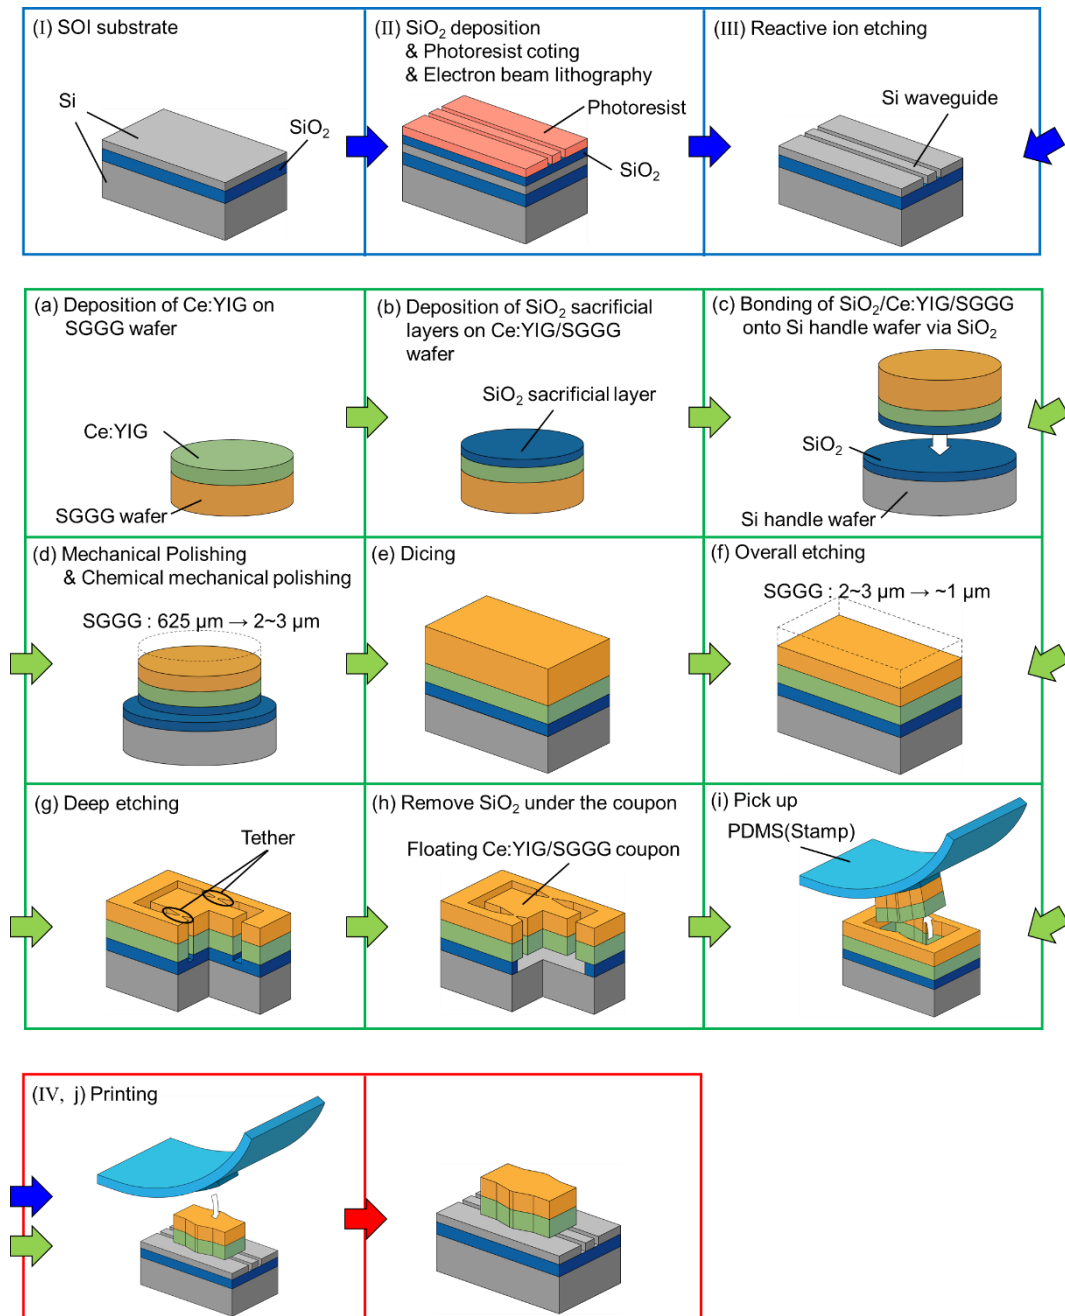 (I) SOI substrate
Si
SiO₂
(II) SiO₂ deposition
& Photoresist coting
& Electron beam lithography
Photoresist
SiO₂
(III) Reactive ion etching
Si waveguide
(a) Deposition of Ce:YIG on
SGGG wafer
Ce:YIG
SGGG wafer
(b) Deposition of SiO₂ sacrificial
layers on Ce:YIG/SGGG
wafer
SiO₂ sacrificial layer
(c) Bonding of SiO₂/Ce:YIG/SGGG
onto Si handle wafer via SiO₂
SiO₂
Si handle wafer
(d) Mechanical Polishing
& Chemical mechanical polishing
SGGG : 625 μm → 2~3 μm
(e) Dicing
(f) Overall etching
SGGG : 2~3 μm → ~1 μm
(g) Deep etching
Tether
(h) Remove SiO₂ under the coupon
Floating Ce:YIG/SGGG coupon
(i) Pick up
PDMS(Stamp)
(IV, j) Printing